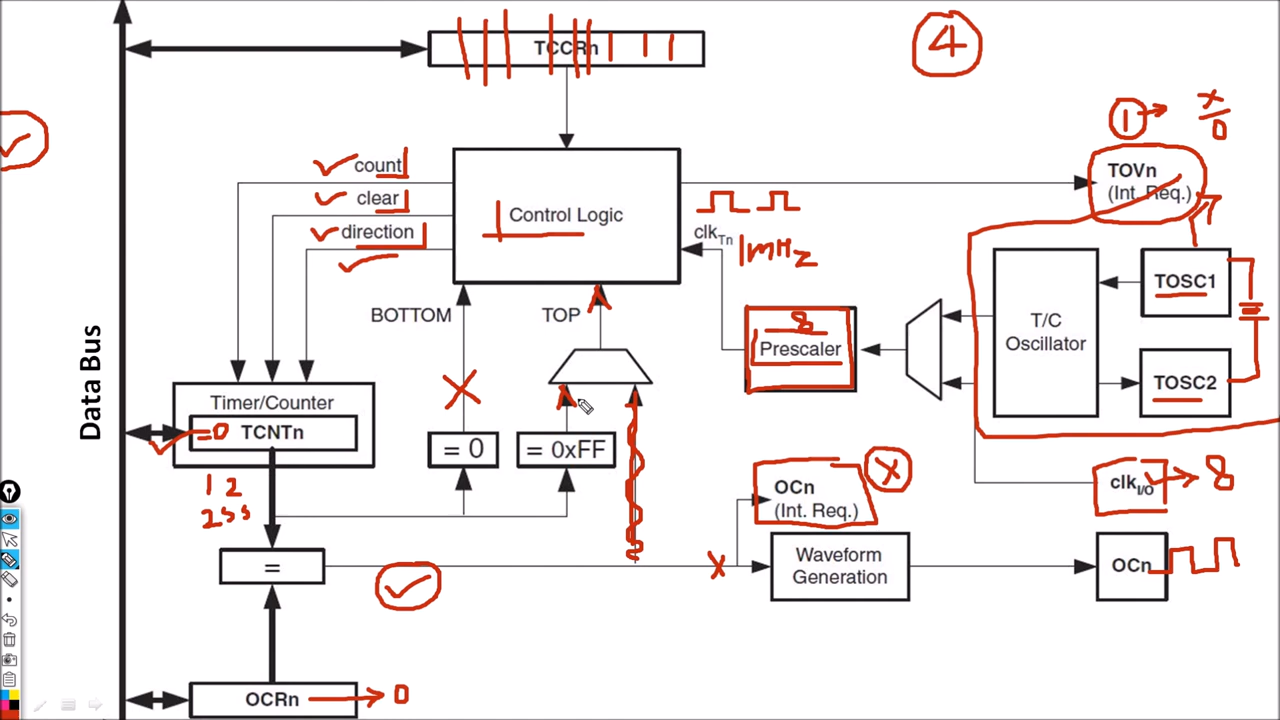 TCCRn
4
1
x
0
count
clear
direction
Control Logic
TOVn
(Int. Req.)
clkTn
1MHz
BOTTOM
TOP
T/C
Oscillator
TOSC1
TOSC2
8
Prescaler
Data Bus
Timer/Counter
=0
TCNTn
= 0
= 0xFF
1 2
255
OCn
(Int. Req.)
X
clkI/O
8
=
X
Waveform
Generation
OCn
OCRn
0